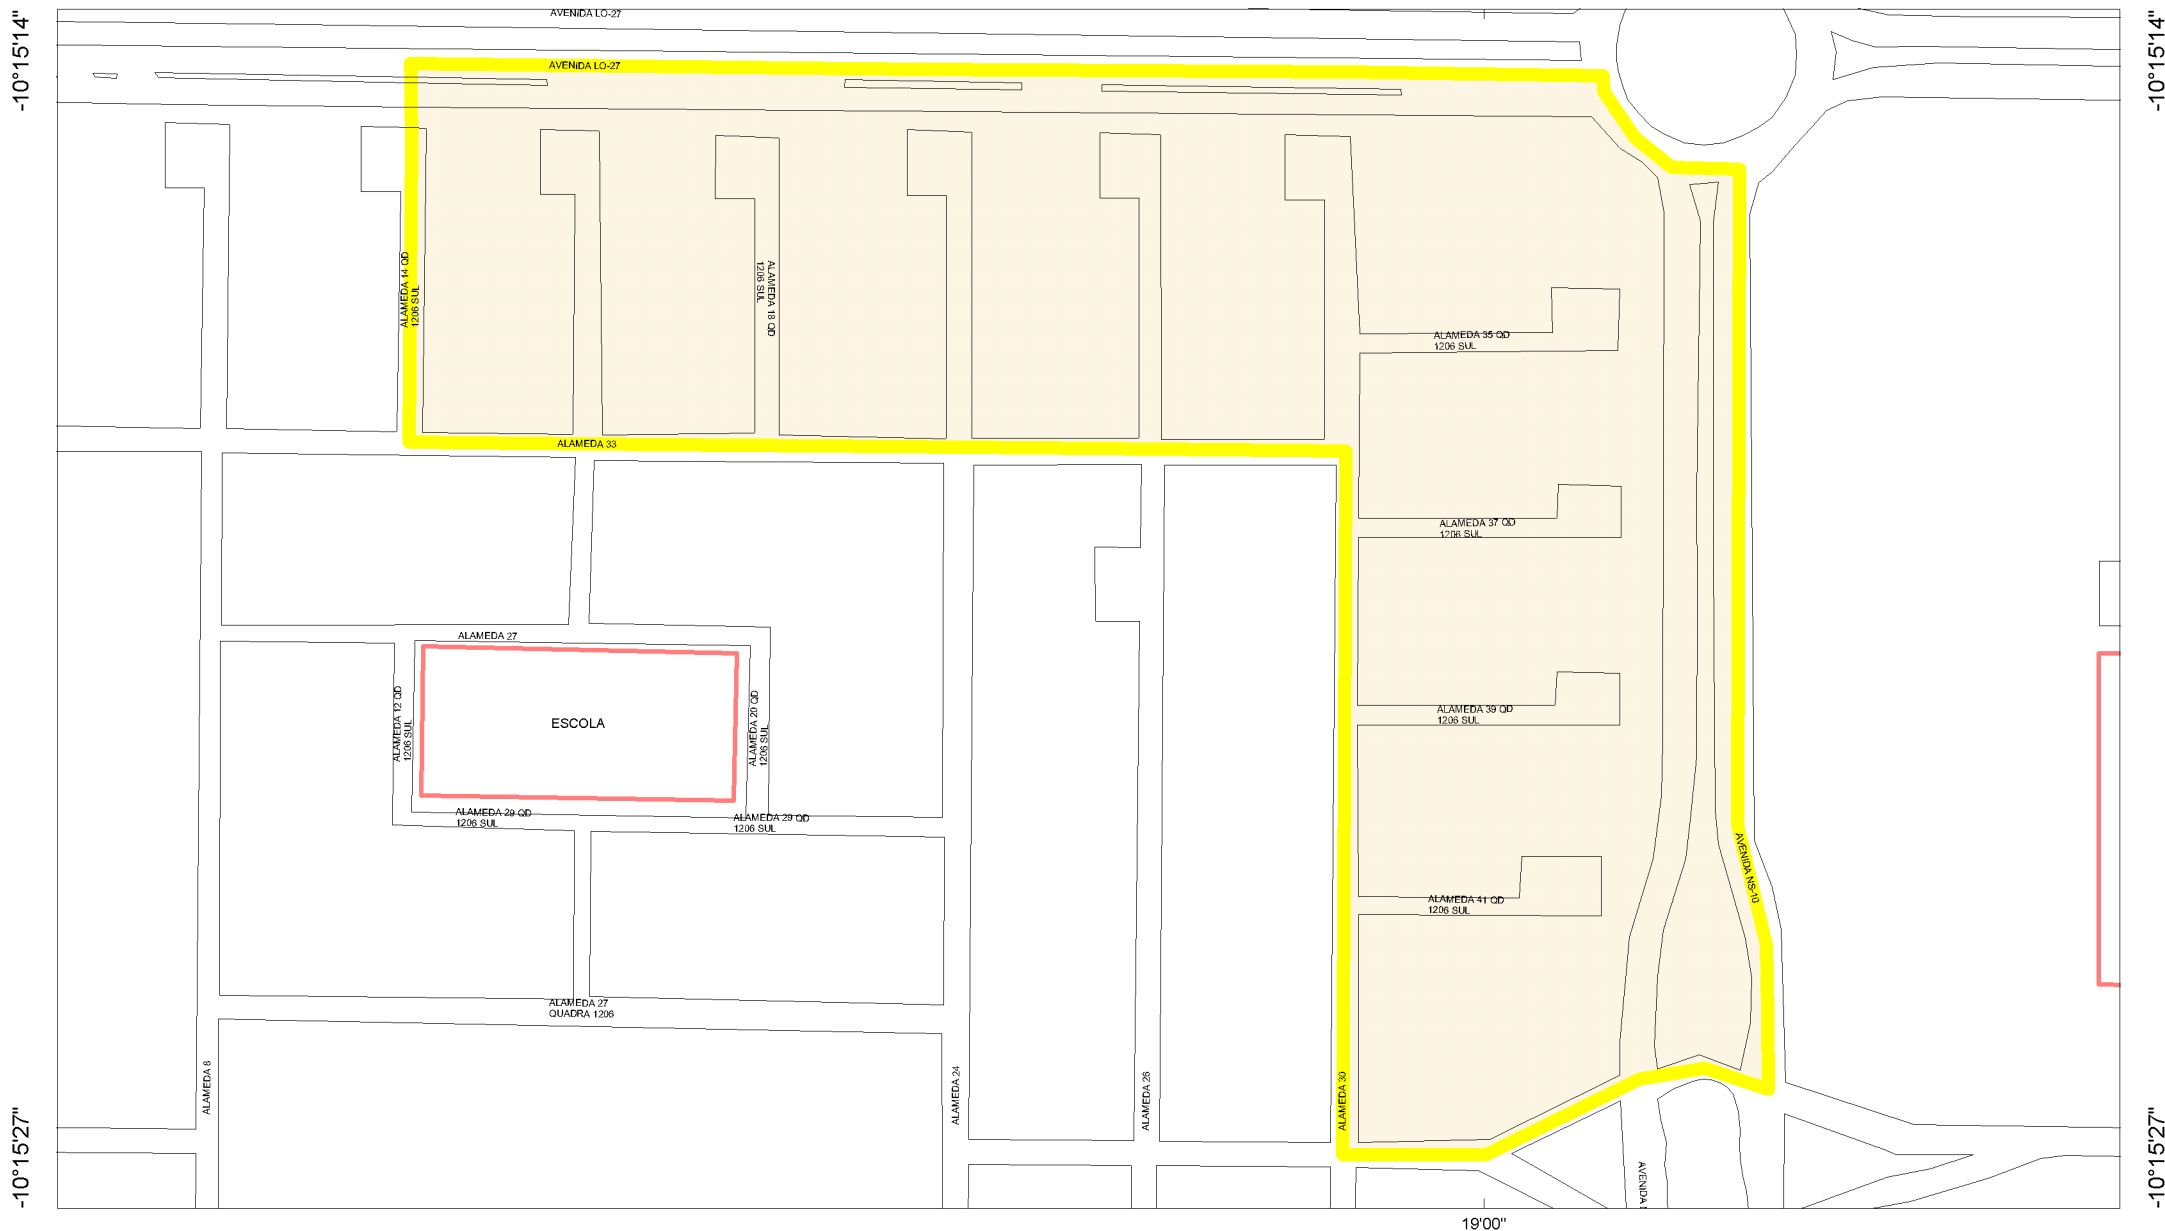 -10°15'14"
-10°15'14"
AVENIDA LO-27
AVENIDA LO-27
ALAMEDA 14 QD
1206 SUL
ALAMEDA 18 QD
1206 SUL
ALAMEDA 35 QD
1206 SUL
ALAMEDA 33
ALAMEDA 37 QD
1206 SUL
ALAMEDA 27
ALAMEDA 12 QD
1206 SUL
ESCOLA
ALAMEDA 20 QD
1206 SUL
ALAMEDA 39 QD
1206 SUL
ALAMEDA 29 QD
1206 SUL
ALAMEDA 29 QD
1206 SUL
AVENIDA NS-10
ALAMEDA 41 QD
1206 SUL
ALAMEDA 27
QUADRA 1206
ALAMEDA 8
ALAMEDA 24
ALAMEDA 26
ALAMEDA 30
AVENIDA
-10°15'27"
-10°15'27"
19'00"